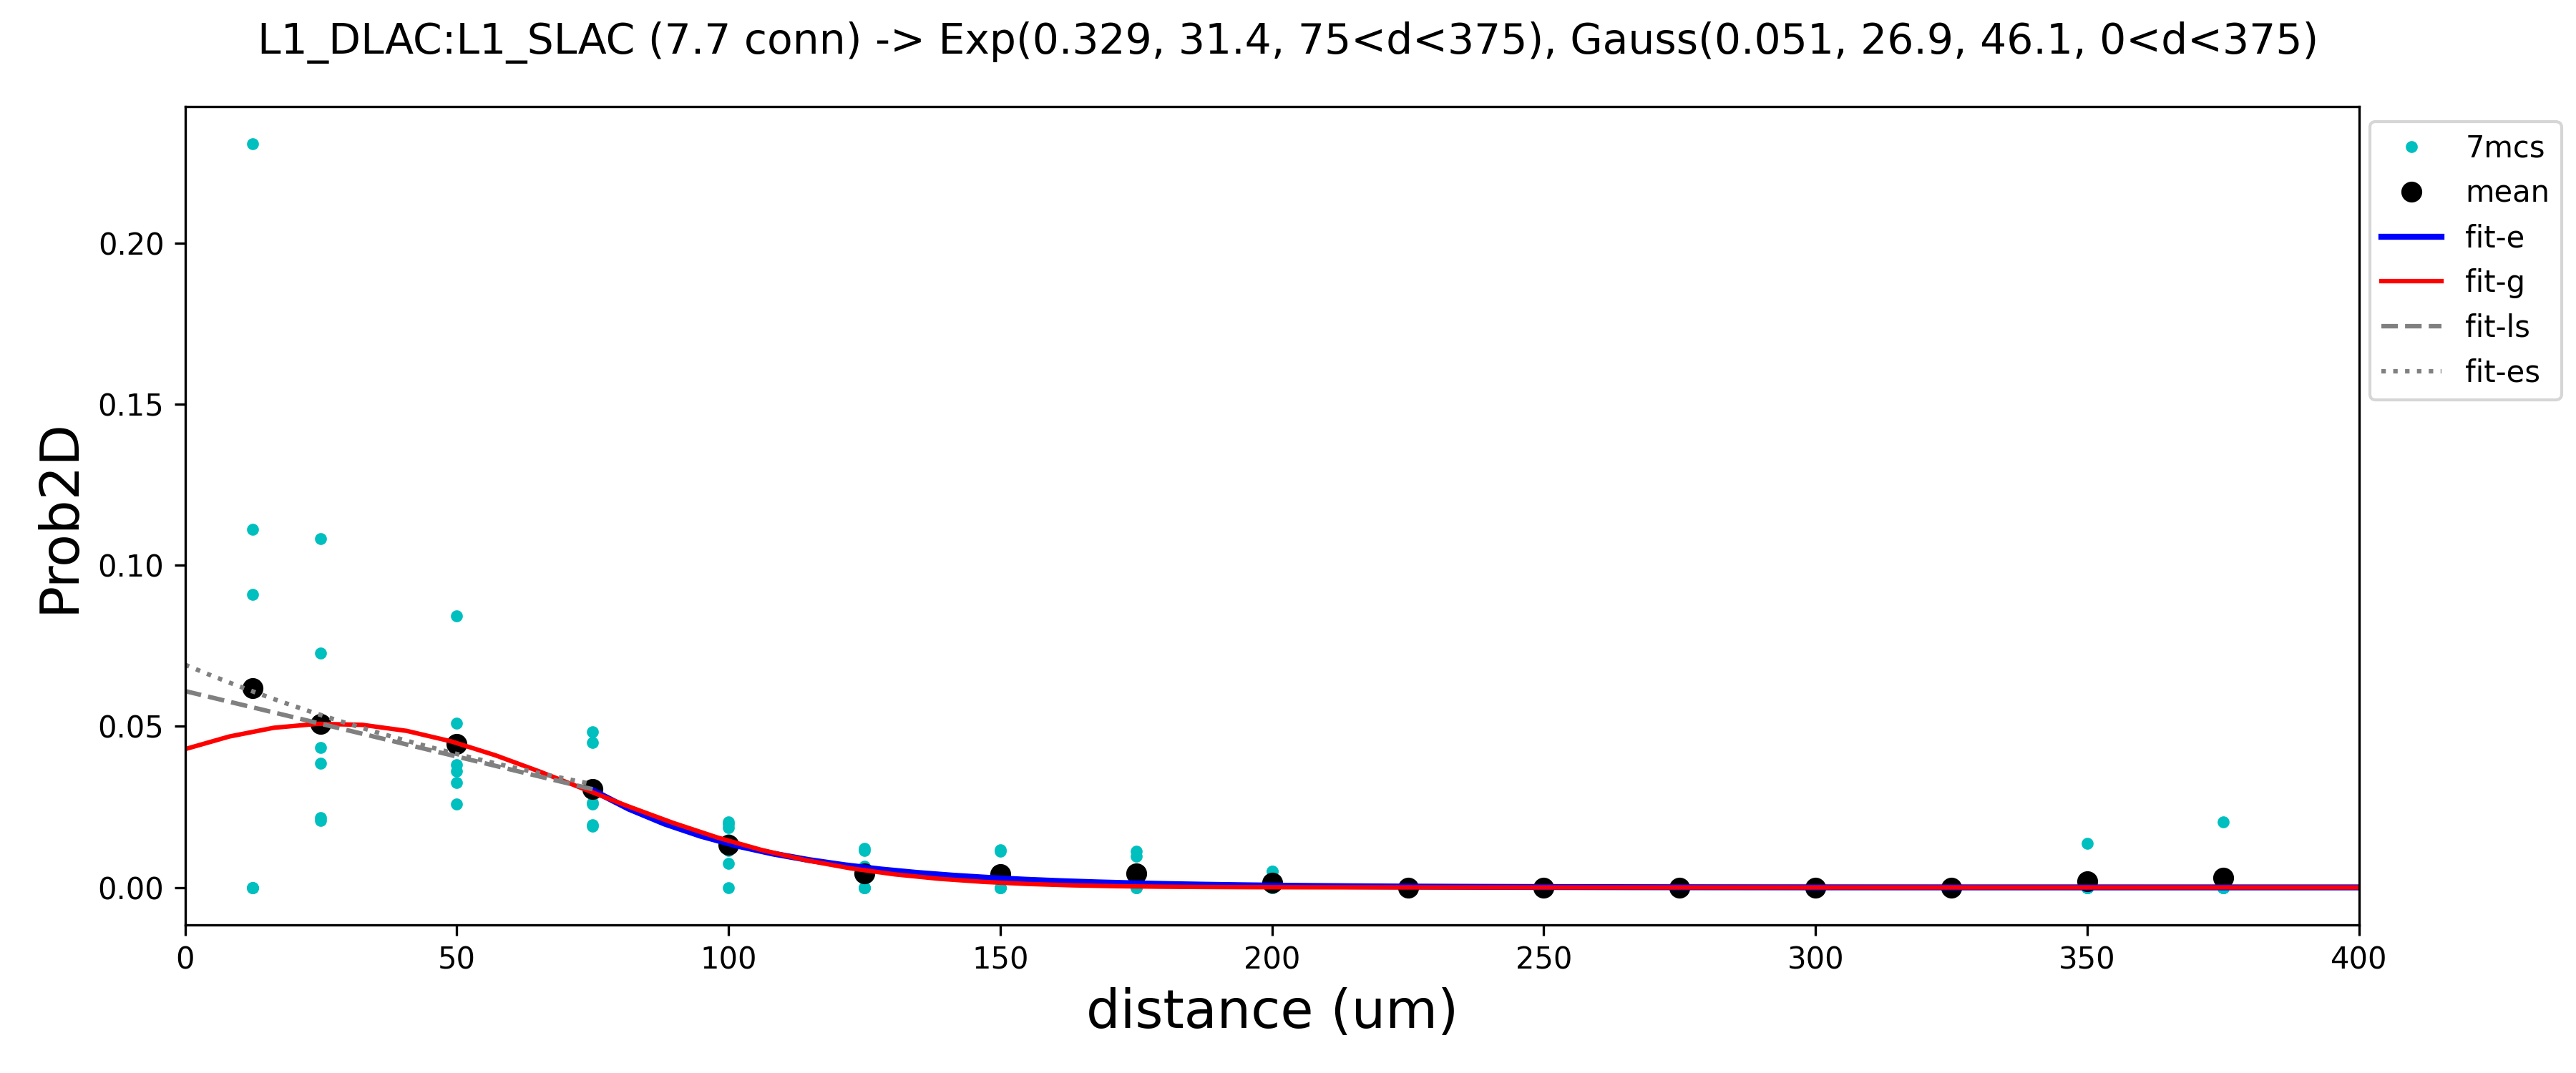 L1_DLAC:L1_SLAC (7.7 conn) -> Exp(0.329, 31.4, 75<d<375), Gauss(0.051, 26.9, 46.1, 0<d<375)
7mcs
mean
fit-e
fit-g
fit-ls
fit-es
Prob2D
0.20
0.15
0.10
0.05
0.00
0 50 100 150 200 250 300 350 400
distance (um)